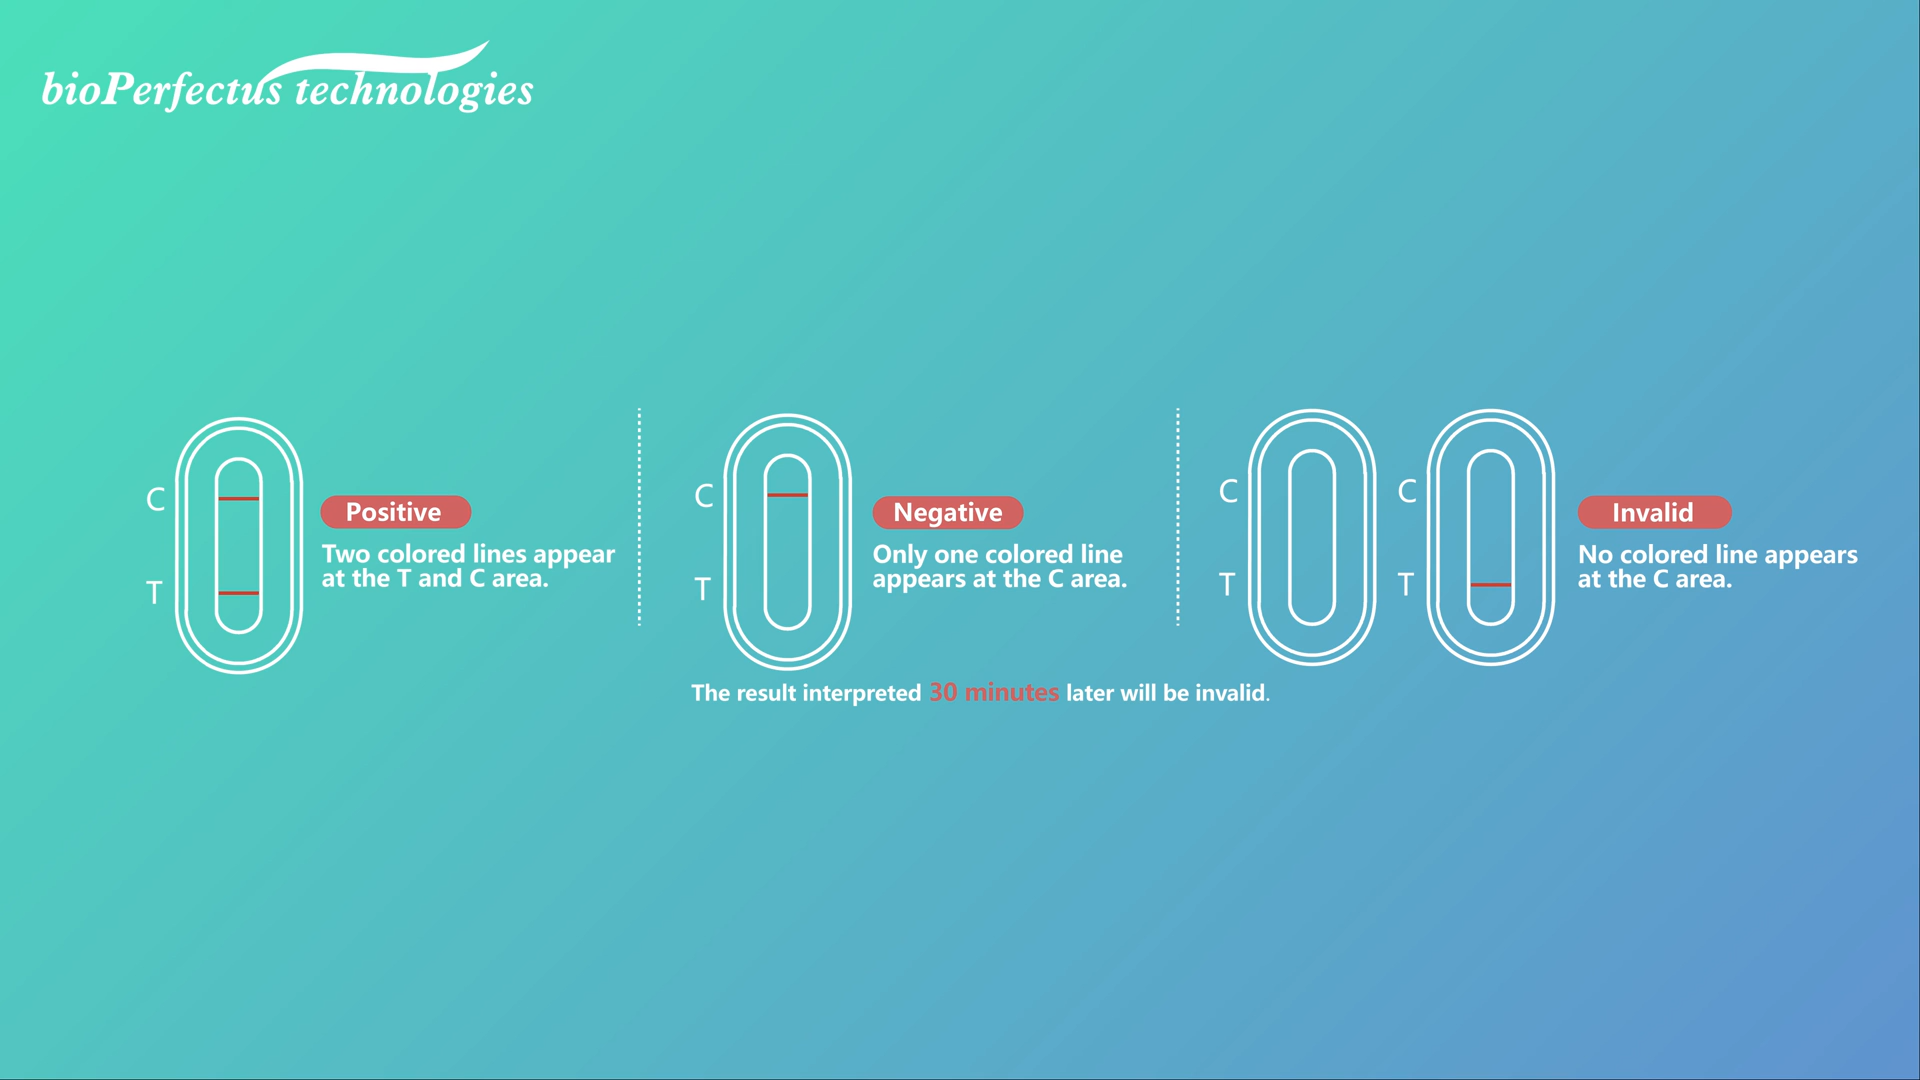 bioPerfectus technologies
C
T
Positive
Two colored lines appear
at the T and C area.
C
T
Negative
Only one colored line
appears at the C area.
C
T
C
T
Invalid
No colored line appears
at the C area.
The result interpreted 30 minutes later will be invalid.